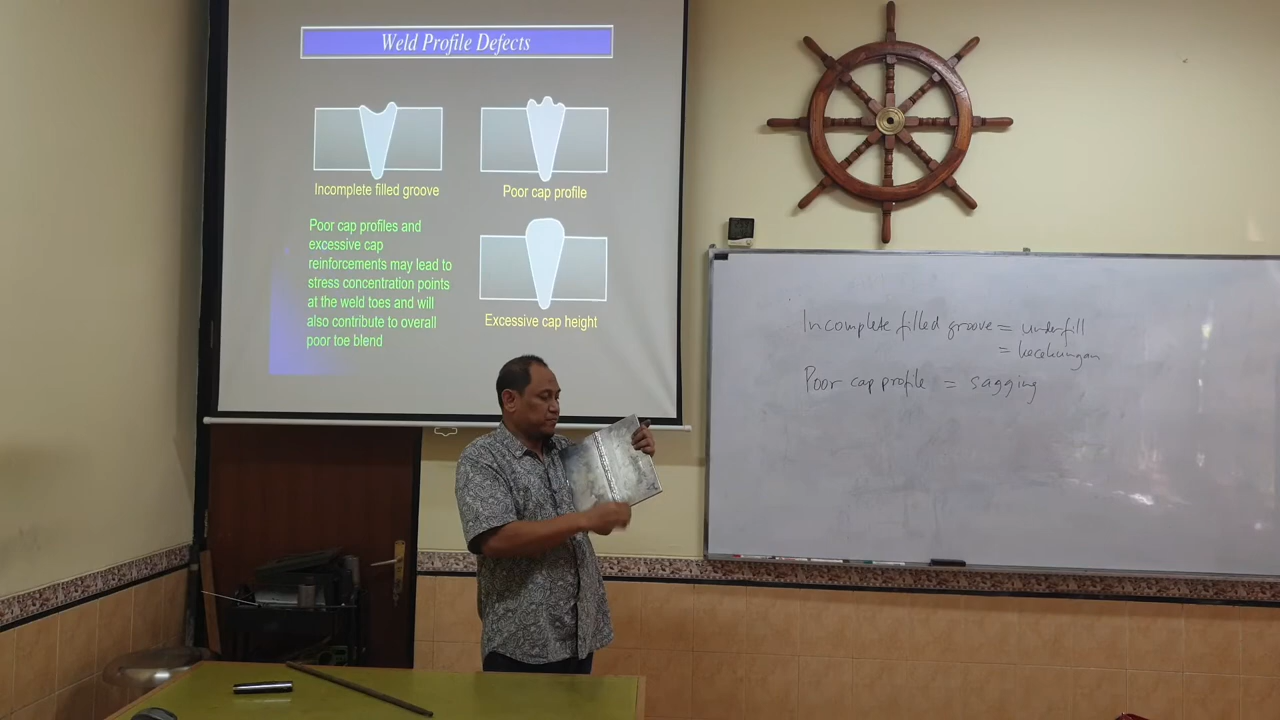 Weld Profile Defects
Incomplete filled groove
Poor cap profile
Poor cap profiles and
excessive cap
reinforcements may lead to
stress concentration points
at the weld toes and will
also contribute to overall
poor toe blend
Excessive cap height
Incomplete filled groove = underfill
= kecekungan
Poor cap profile = sagging